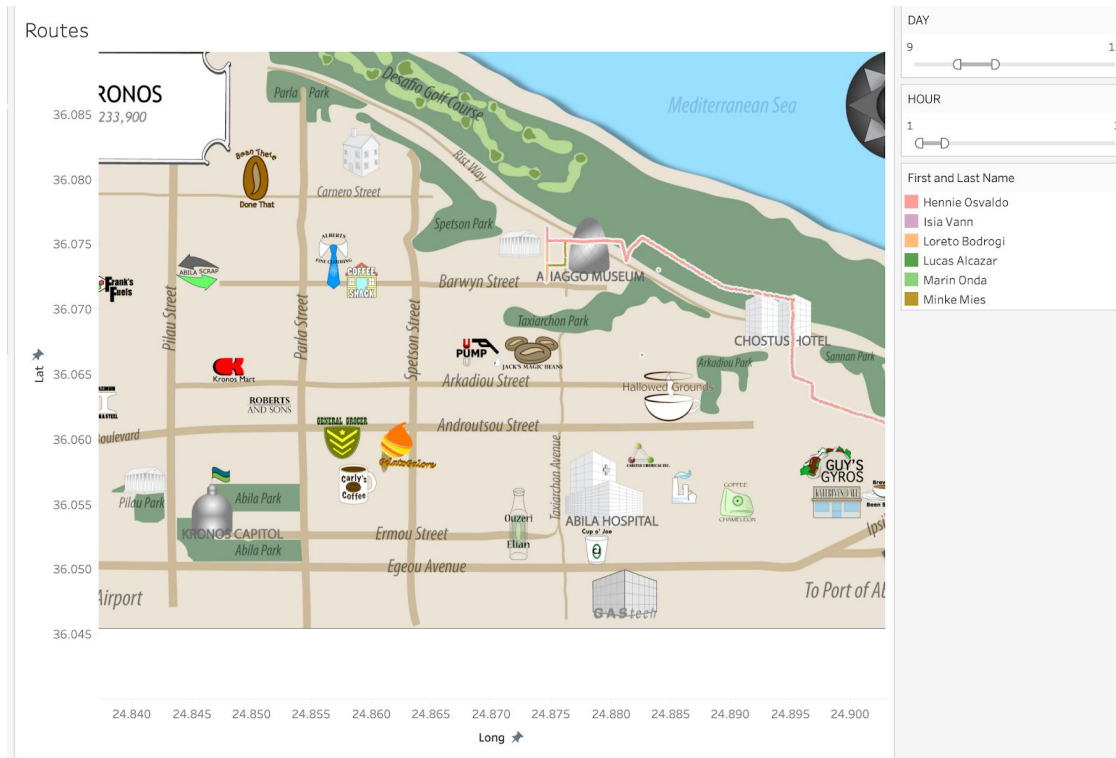 Routes
RONOS
233,900
36.085
36.080
36.075
36.070
36.065
36.060
36.055
36.050
36.045
Lat
Parla Park
Desafio Golf Course
Mediterranean Sea
Rist Way
Bean There
Done That
Carnero Street
Spetson Park
ALBERTS
FINE CLOTHING
ABILA SCRAP
COFFEE
SHACK
Barwyn Street
A JAGGO MUSEUM
Frank's
Fuels
Pilau Street
Parla Street
Spetson Street
Taxiarchon Park
CHOSTUS HOTEL
PUMP
JACK'S MAGIC BEANS
Arkadiou Park
Sannan Park
Kronos Mart
Arkadiou Street
Hallowed Grounds
ROBERTS
AND SONS
GENERAL GROCER
GelatoGalore
Androutsou Street
oulevard
Taxiarchon Avenue
Carly's
Coffee
GUY'S
GYROS
COFFEE
CHAMELEON
Pilau Park
Abila Park
KRONOS CAPITOL
Abila Park
Ermou Street
Ouzeri
Elian
ABILA HOSPITAL
Cup o' Joe
Egeou Avenue
Ipsi
Airport
GAStech
To Port of Ab
24.840 24.845 24.850 24.855 24.860 24.865 24.870 24.875 24.880 24.885 24.890 24.895 24.900
Long
DAY
9
HOUR
1
First and Last Name
Hennie Osvaldo
Isia Vann
Loreto Bodrogi
Lucas Alcazar
Marin Onda
Minke Mies